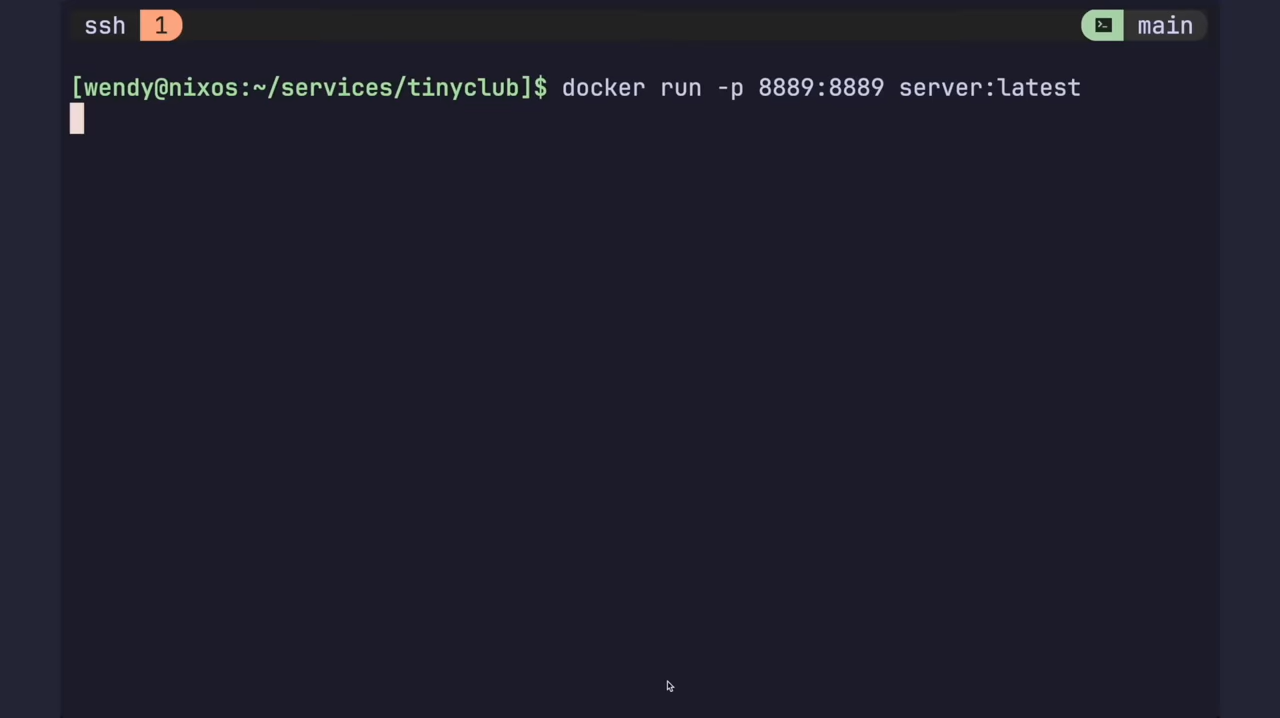 ssh 1 main
[wendy@nixos:~/services/tinyclub]$ docker run -p 8889:8889 server:latest